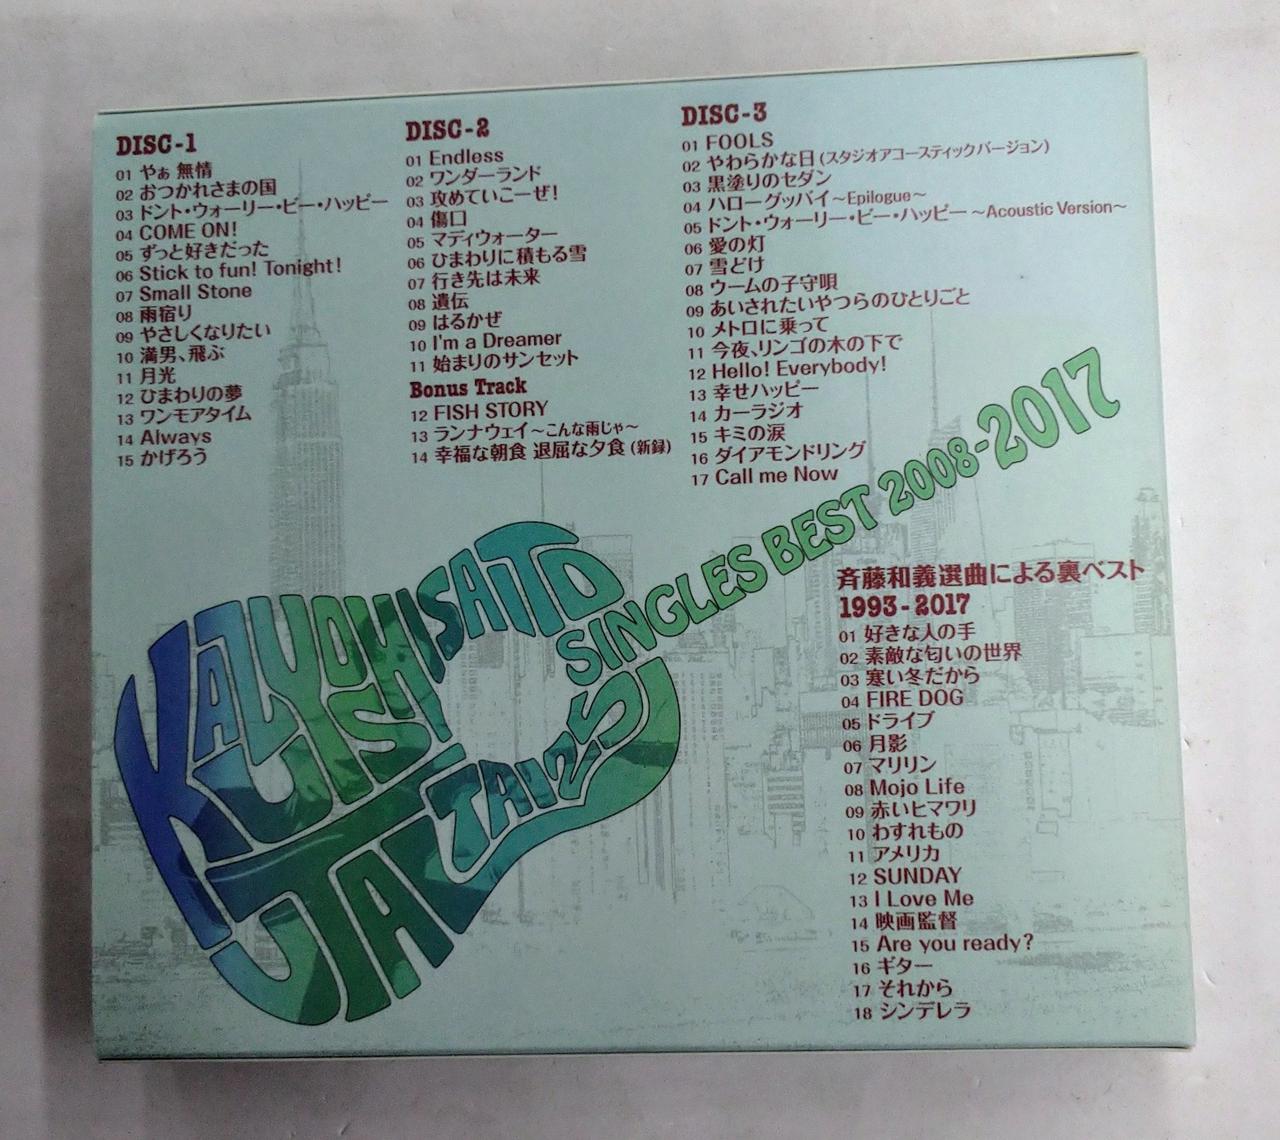 DISC-1
01 やぁ 無情
02 おつかれさまの国
03 ドント・ウォーリー・ビー・ハッピー
04 COME ON!
05 ずっと好きだった
06 Stick to fun! Tonight!
07 Small Stone
08 雨宿り
09 やさしくなりたい
10 満男、飛ぶ
11 月光
12 ひまわりの夢
13 ワンモアタイム
14 Always
15 かげろう
DISC-2
01 Endless
02 ワンダーランド
03 攻めていこーぜ!
04 傷口
05 マディウォーター
06 ひまわりに積もる雪
07 行き先は未来
08 遺伝
09 はるかぜ
10 I'm a Dreamer
11 始まりのサンセット
Bonus Track
12 FISH STORY
13 ランナウェイ～こんな雨じゃ～
14 幸福な朝食 退屈な夕食 (新録)
DISC-3
01 FOOLS
02 やわらかな日 (スタジオアコースティックバージョン)
03 黒塗りのセダン
04 ハローグッバイ ～Epilogue～
05 ドント・ウォーリー・ビー・ハッピー ～Acoustic Version～
06 愛の灯
07 雪どけ
08 ウームの子守唄
09 あいされたいやつらのひとりごと
10 メトロに乗って
11 今夜、リンゴの木の下で
12 Hello! Everybody!
13 幸せハッピー
14 カーラジオ
15 キミの涙
16 ダイアモンドリング
17 Call me Now
KAZUYOSHI SAITO
SINGLES BEST 2008-2017
斉藤和義選曲による裏ベスト
1993-2017
01 好きな人の手
02 素敵な匂いの世界
03 寒い冬だから
04 FIRE DOG
05 ドライブ
06 月影
07 マリリン
08 Mojo Life
09 赤いヒマワリ
10 わすれもの
11 アメリカ
12 SUNDAY
13 I Love Me
14 映画監督
15 Are you ready?
16 ギター
17 それから
18 シンデレラ